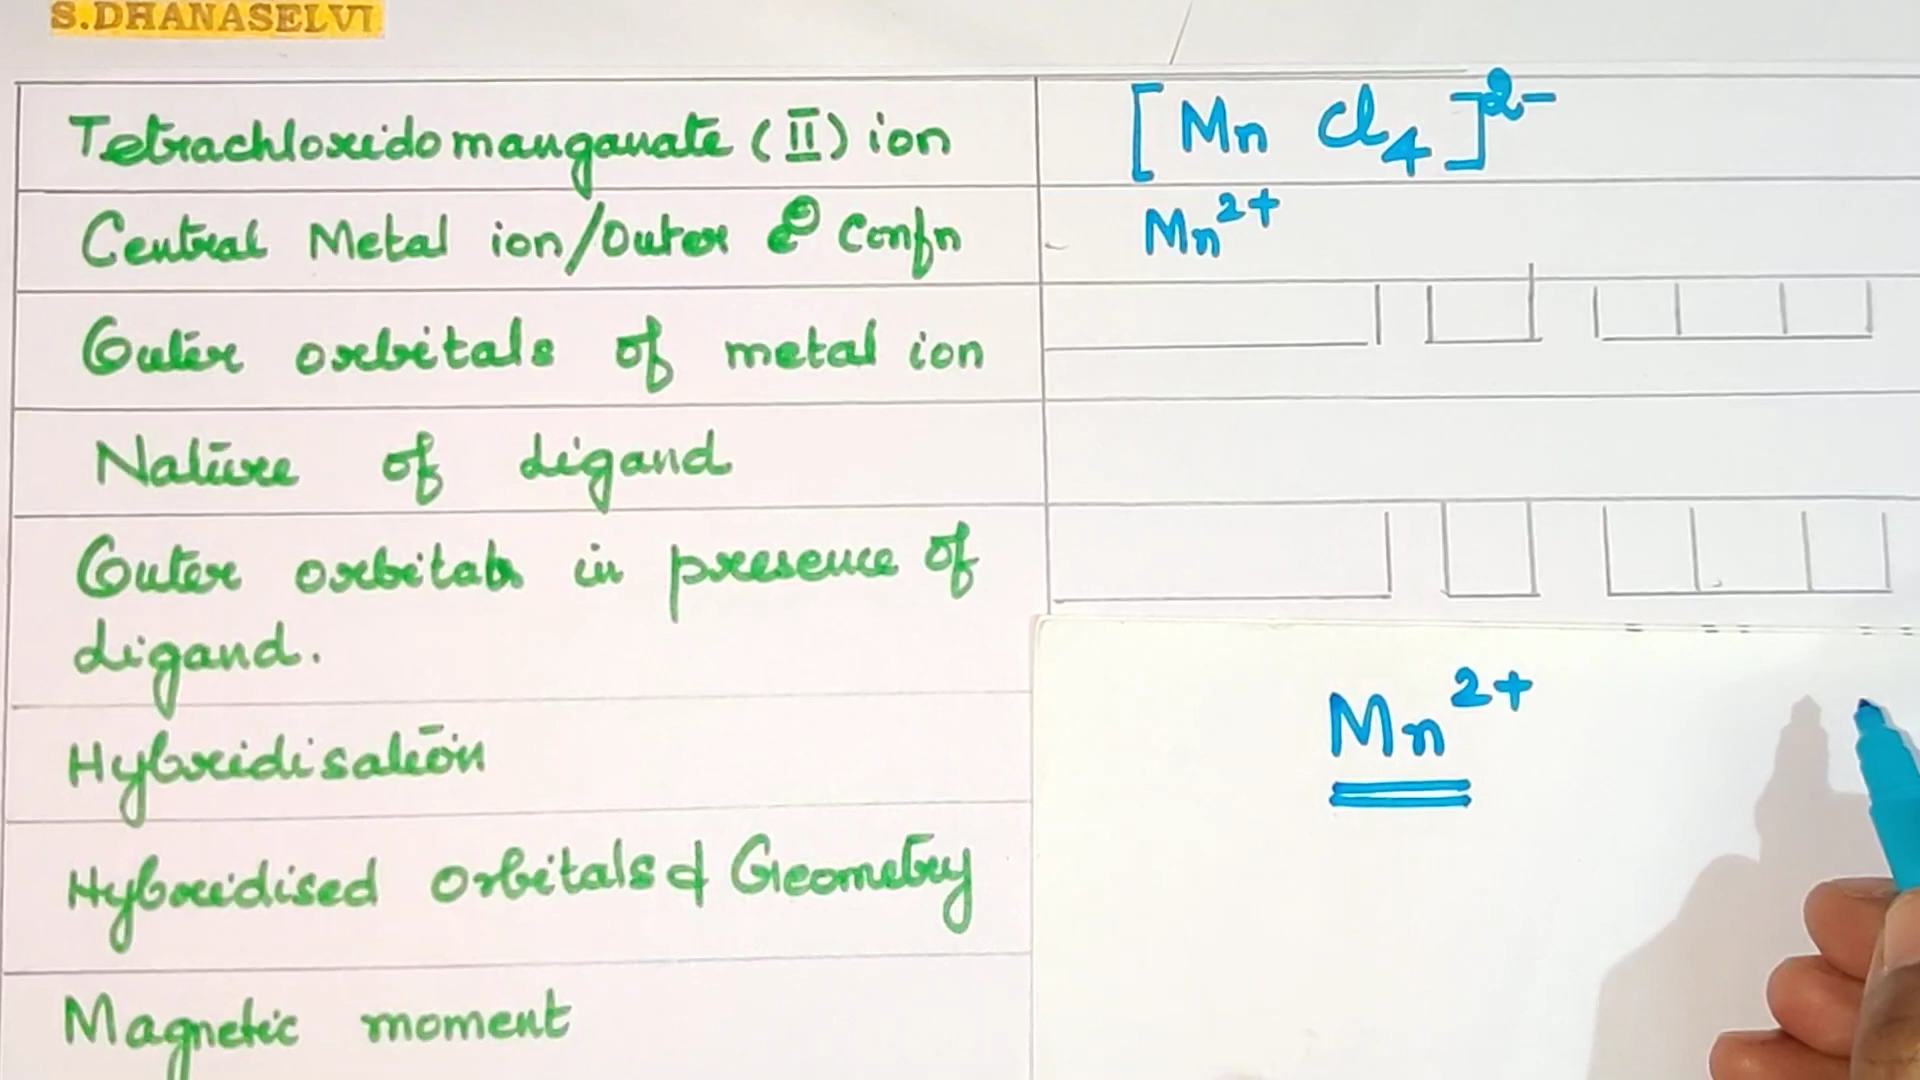 S.DHANASELVI
Tetrachloridomanganate (II) ion
[Mn Cl4]2-
Central Metal ion/Outer e⊖ Confn
Mn2+
Outer orbitals of metal ion
Nature of Ligand
Outer orbitals in presence of
Ligand.
Mn2+
Hybridisation
Hybridised Orbitals & Geometry
Magnetic moment